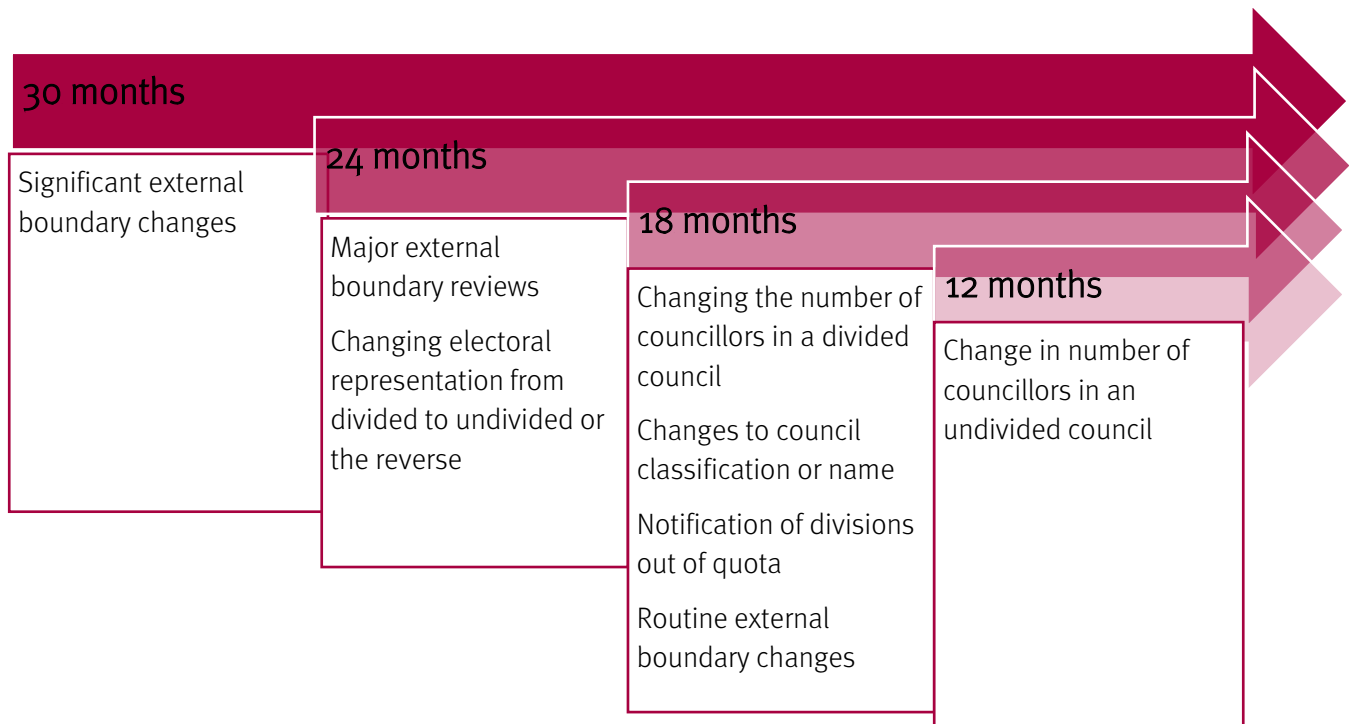 30 months
Significant external
boundary changes
24 months
Major external
boundary reviews
Changing electoral
representation from
divided to undivided or
the reverse
18 months
Changing the number of
councillors in a divided
council
Changes to council
classification or name
Notification of divisions
out of quota
Routine external
boundary changes
12 months
Change in number of
councillors in an
undivided council